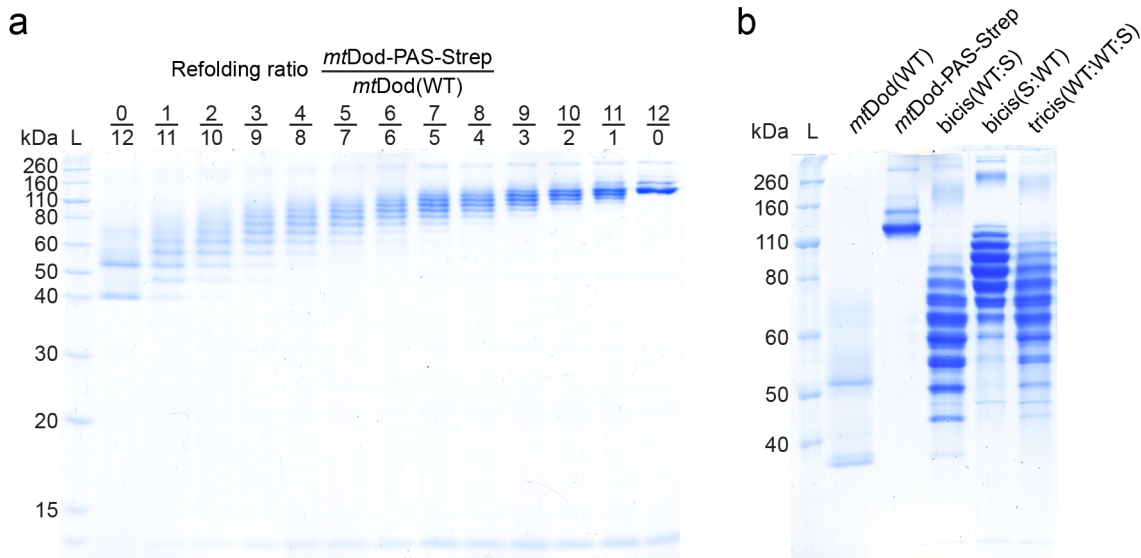 a
Refolding ratio mtDod-PAS-Strep
mtDod(WT)
0 1 2 3 4 5 6 7 8 9 10 11 12
kDa L 12 11 10 9 8 7 6 5 4 3 2 1 0
260
160
110
80
60
50
40
30
20
15
b
kDa L mtDod(WT) mtDod-PAS-Strep bicis(WT:S) bicis(S:WT) tricis(WT:WT:S)
260
160
110
80
60
50
40